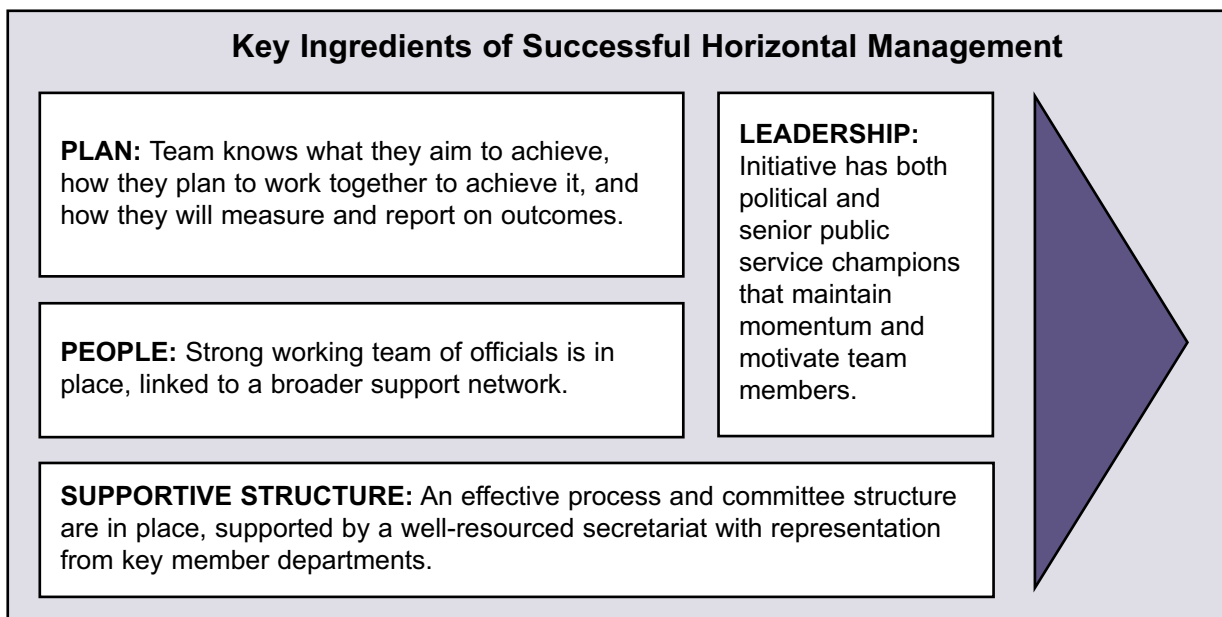 Key Ingredients of Successful Horizontal Management
PLAN: Team knows what they aim to achieve,
how they plan to work together to achieve it, and
how they will measure and report on outcomes.
PEOPLE: Strong working team of officials is in
place, linked to a broader support network.
LEADERSHIP:
Initiative has both
political and
senior public
service champions
that maintain
momentum and
motivate team
members.
SUPPORTIVE STRUCTURE: An effective process and committee structure
are in place, supported by a well-resourced secretariat with representation
from key member departments.